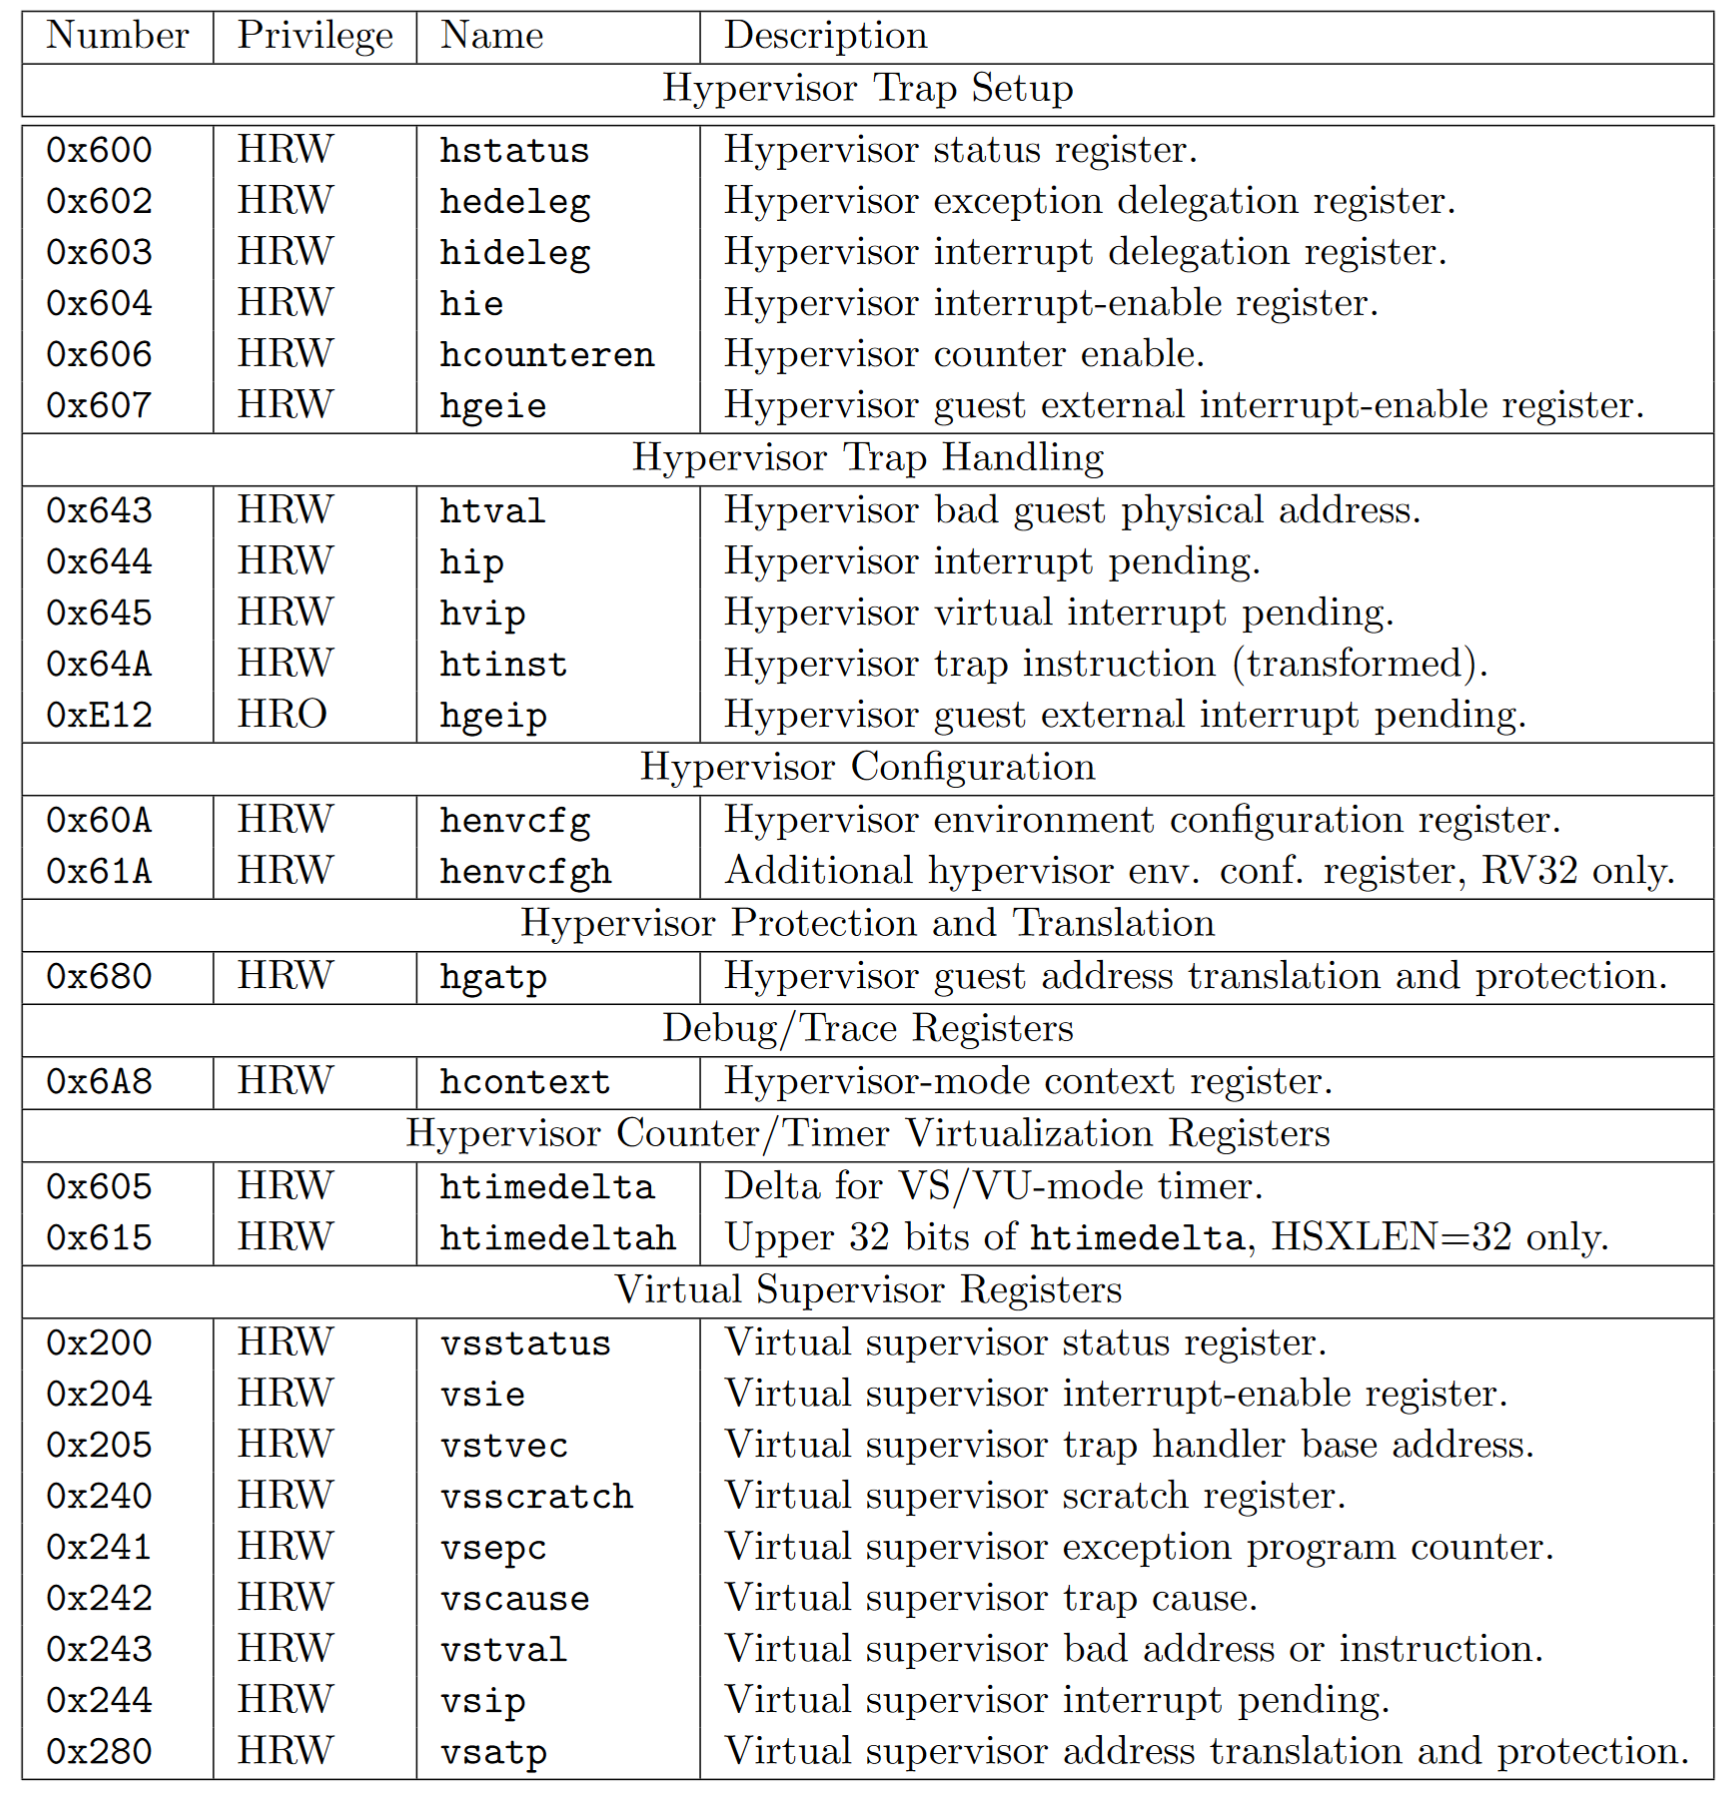 Number Privilege Name Description
Hypervisor Trap Setup
0x600 HRW hstatus Hypervisor status register.
0x602 HRW hedeleg Hypervisor exception delegation register.
0x603 HRW hideleg Hypervisor interrupt delegation register.
0x604 HRW hie Hypervisor interrupt-enable register.
0x606 HRW hcounteren Hypervisor counter enable.
0x607 HRW hgeie Hypervisor guest external interrupt-enable register.
Hypervisor Trap Handling
0x643 HRW htval Hypervisor bad guest physical address.
0x644 HRW hip Hypervisor interrupt pending.
0x645 HRW hvip Hypervisor virtual interrupt pending.
0x64A HRW htinst Hypervisor trap instruction (transformed).
0xE12 HRO hgeip Hypervisor guest external interrupt pending.
Hypervisor Configuration
0x60A HRW henvcfg Hypervisor environment configuration register.
0x61A HRW henvcfgh Additional hypervisor env. conf. register, RV32 only.
Hypervisor Protection and Translation
0x680 HRW hgatp Hypervisor guest address translation and protection.
Debug/Trace Registers
0x6A8 HRW hcontext Hypervisor-mode context register.
Hypervisor Counter/Timer Virtualization Registers
0x605 HRW htimedelta Delta for VS/VU-mode timer.
0x615 HRW htimedeltah Upper 32 bits of htimedelta, HSXLEN=32 only.
Virtual Supervisor Registers
0x200 HRW vsstatus Virtual supervisor status register.
0x204 HRW vsie Virtual supervisor interrupt-enable register.
0x205 HRW vstvec Virtual supervisor trap handler base address.
0x240 HRW vsscratch Virtual supervisor scratch register.
0x241 HRW vsepc Virtual supervisor exception program counter.
0x242 HRW vscause Virtual supervisor trap cause.
0x243 HRW vstval Virtual supervisor bad address or instruction.
0x244 HRW vsip Virtual supervisor interrupt pending.
0x280 HRW vsatp Virtual supervisor address translation and protection.